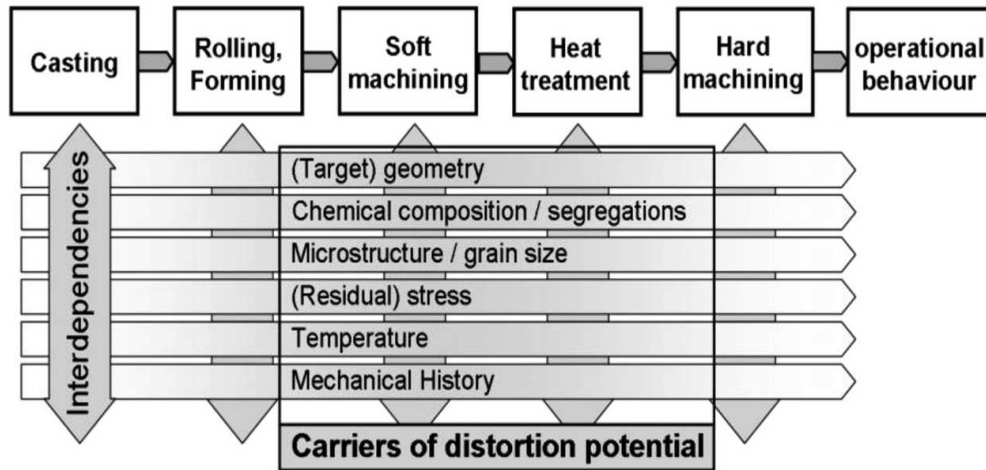 Casting
Rolling,
Forming
Soft
machining
Heat
treatment
Hard
machining
operational
behaviour
Interdependencies
(Target) geometry
Chemical composition / segregations
Microstructure / grain size
(Residual) stress
Temperature
Mechanical History
Carriers of distortion potential